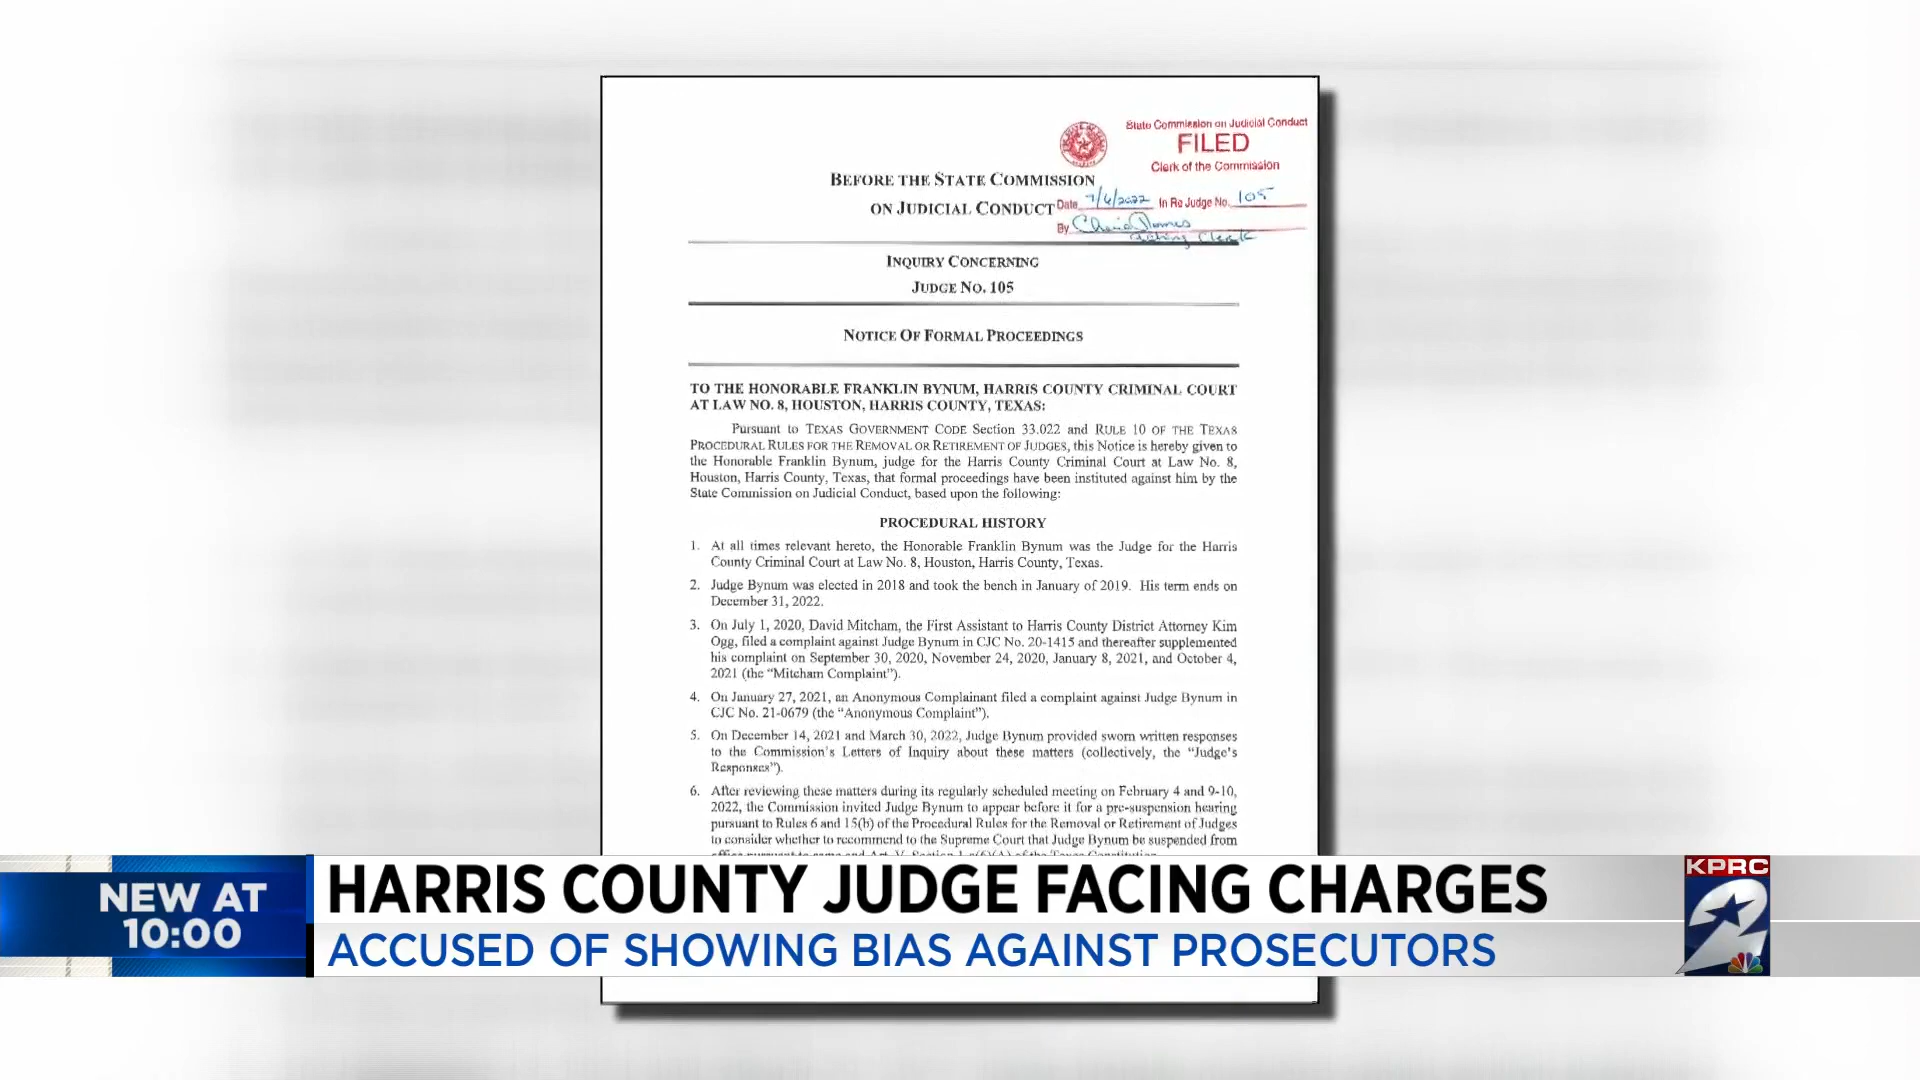 State Commission on Judicial Conduct
FILED
Clerk of the Commission
BEFORE THE STATE COMMISSION
ON JUDICIAL CONDUCT
Date 7/6/2022 In Re Judge No. 105
By
Acting Clerk
INQUIRY CONCERNING
JUDGE NO. 105
NOTICE OF FORMAL PROCEEDINGS
TO THE HONORABLE FRANKLIN BYNUM, HARRIS COUNTY CRIMINAL COURT
AT LAW NO. 8, HOUSTON, HARRIS COUNTY, TEXAS:
Pursuant to TEXAS GOVERNMENT CODE Section 33.022 and RULE 10 OF THE TEXAS
PROCEDURAL RULES FOR THE REMOVAL OR RETIREMENT OF JUDGES, this Notice is hereby given to
the Honorable Franklin Bynum, judge for the Harris County Criminal Court at Law No. 8,
Houston, Harris County, Texas, that formal proceedings have been instituted against him by the
State Commission on Judicial Conduct, based upon the following:
PROCEDURAL HISTORY
1. At all times relevant hereto, the Honorable Franklin Bynum was the Judge for the Harris
County Criminal Court at Law No. 8, Houston, Harris County, Texas.
2. Judge Bynum was elected in 2018 and took the bench in January of 2019. His term ends on
December 31, 2022.
3. On July 1, 2020, David Mitcham, the First Assistant to Harris County District Attorney Kim
Ogg, filed a complaint against Judge Bynum in CJC No. 20-1415 and thereafter supplemented
his complaint on September 30, 2020, November 24, 2020, January 8, 2021, and October 4,
2021 (the "Mitcham Complaint").
4. On January 27, 2021, an Anonymous Complainant filed a complaint against Judge Bynum in
CJC No. 21-0679 (the "Anonymous Complaint").
5. On December 14, 2021 and March 30, 2022, Judge Bynum provided sworn written responses
to the Commission's Letters of Inquiry about these matters (collectively, the "Judge's
Responses").
6. After reviewing these matters during its regularly scheduled meeting on February 4 and 9-10,
2022, the Commission invited Judge Bynum to appear before it for a pre-suspension hearing
pursuant to Rules 6 and 15(b) of the Procedural Rules for the Removal or Retirement of Judges
to consider whether to recommend to the Supreme Court that Judge Bynum be suspended from
NEW AT
10:00
HARRIS COUNTY JUDGE FACING CHARGES
ACCUSED OF SHOWING BIAS AGAINST PROSECUTORS
KPRC
2